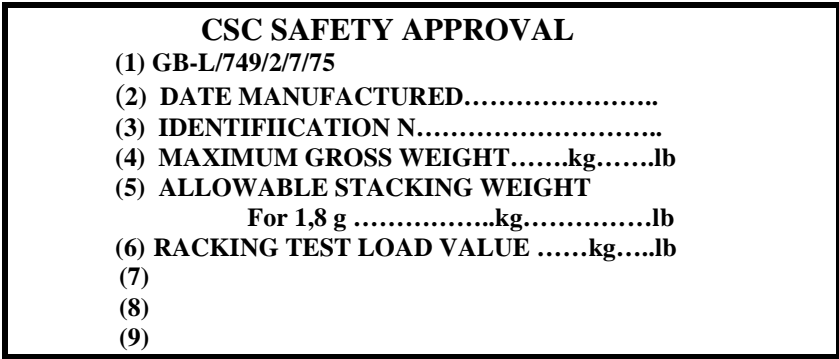 CSC SAFETY APPROVAL
(1) GB-L/749/2/7/75
(2) DATE MANUFACTURED……………………..
(3) IDENTIFIICATION N………………………..
(4) MAXIMUM GROSS WEIGHT…….kg…….lb
(5) ALLOWABLE STACKING WEIGHT
For 1,8 g ……………..kg……………lb
(6) RACKING TEST LOAD VALUE ……kg…..lb
(7)
(8)
(9)